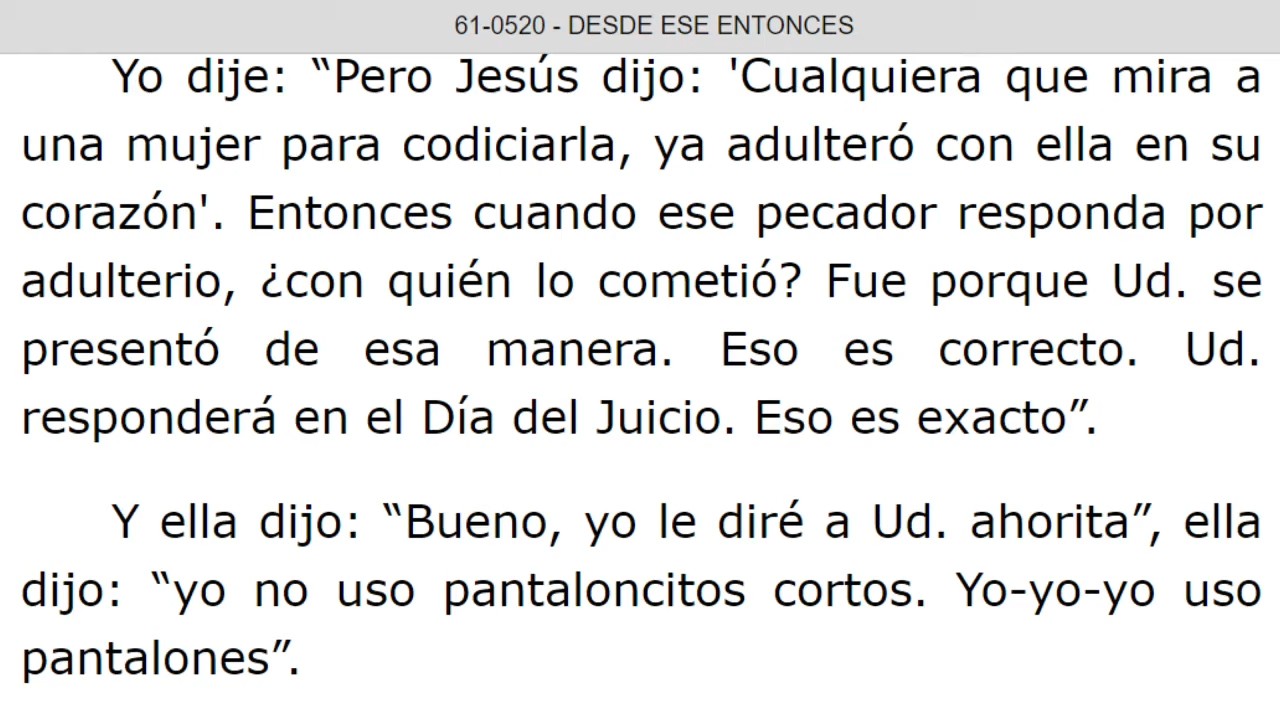 61-0520 - DESDE ESE ENTONCES
Yo dije: “Pero Jesús dijo: 'Cualquiera que mira a
una mujer para codiciarla, ya adulteró con ella en su
corazón'. Entonces cuando ese pecador responda por
adulterio, ¿con quién lo cometió? Fue porque Ud. se
presentó de esa manera. Eso es correcto. Ud.
responderá en el Día del Juicio. Eso es exacto”.
Y ella dijo: “Bueno, yo le diré a Ud. ahorita”, ella
dijo: “yo no uso pantaloncitos cortos. Yo-yo-yo uso
pantalones”.